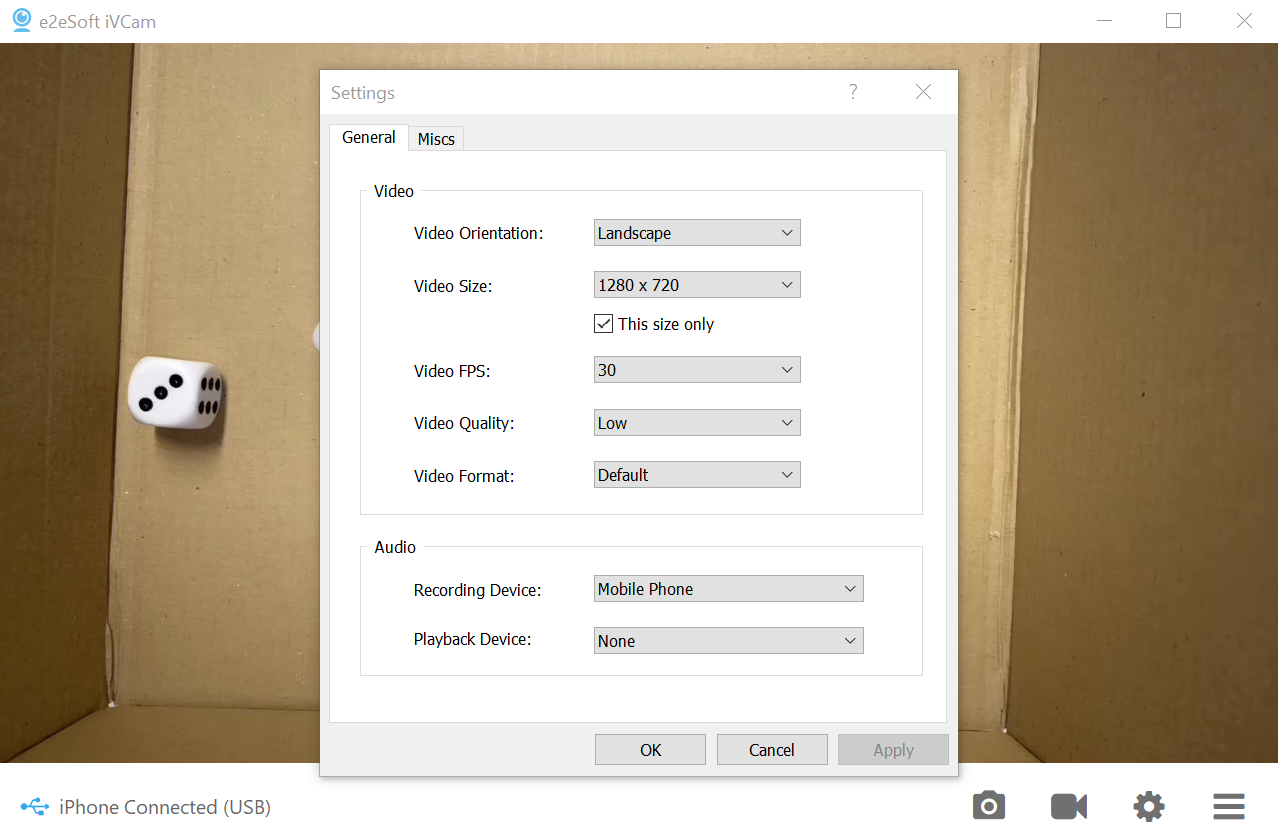 e2eSoft iVCam
Settings
?
General Miscs
Video
Video Orientation: Landscape
Video Size: 1280 x 720
This size only
Video FPS: 30
Video Quality: Low
Video Format: Default
Audio
Recording Device: Mobile Phone
Playback Device: None
OK Cancel Apply
iPhone Connected (USB)